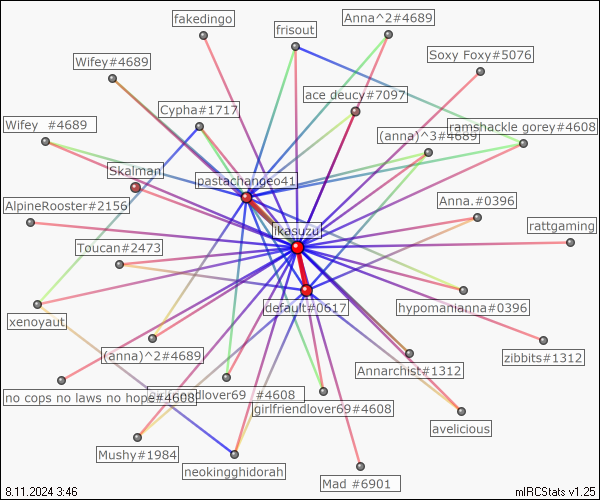 fakedingo
Anna^2#4689
frisout
Soxy Foxy#5076
Wifey#4689
ace deucy#7097
Cypha#1717
Wifey  #4689
ramshackle gorey#4608
(anna)^3#4689
Skalman
pastachangeo41
AlpineRooster#2156
Anna.#0396
ikasuzu
rattgaming
Toucan#2473
default#0617
hypomanianna#0396
xenoyaut
(anna)^2#4689
zibbits#1312
Annarchist#1312
no cops no laws no hope#4608
girlfriendlover69  #4608
girlfriendlover69#4608
avelicious
Mushy#1984
neokingghidorah
Mad #6901
8.11.2024 3:46
mIRCStats v1.25